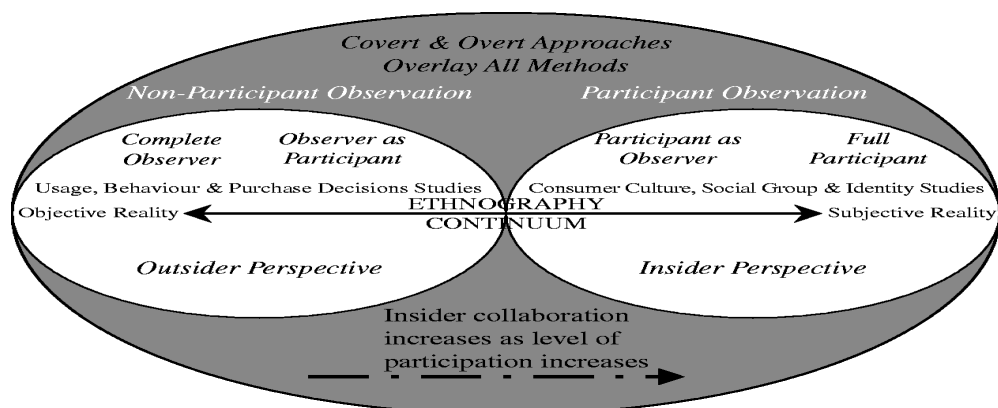 Covert & Overt Approaches
Overlay All Methods
Non-Participant Observation
Participant Observation
Complete
Observer
Observer as
Participant
Participant as
Observer
Full
Participant
Usage, Behaviour & Purchase Decisions Studies
Consumer Culture, Social Group & Identity Studies
Objective Reality
ETHNOGRAPHY
CONTINUUM
Subjective Reality
Outsider Perspective
Insider Perspective
Insider collaboration
increases as level of
participation increases